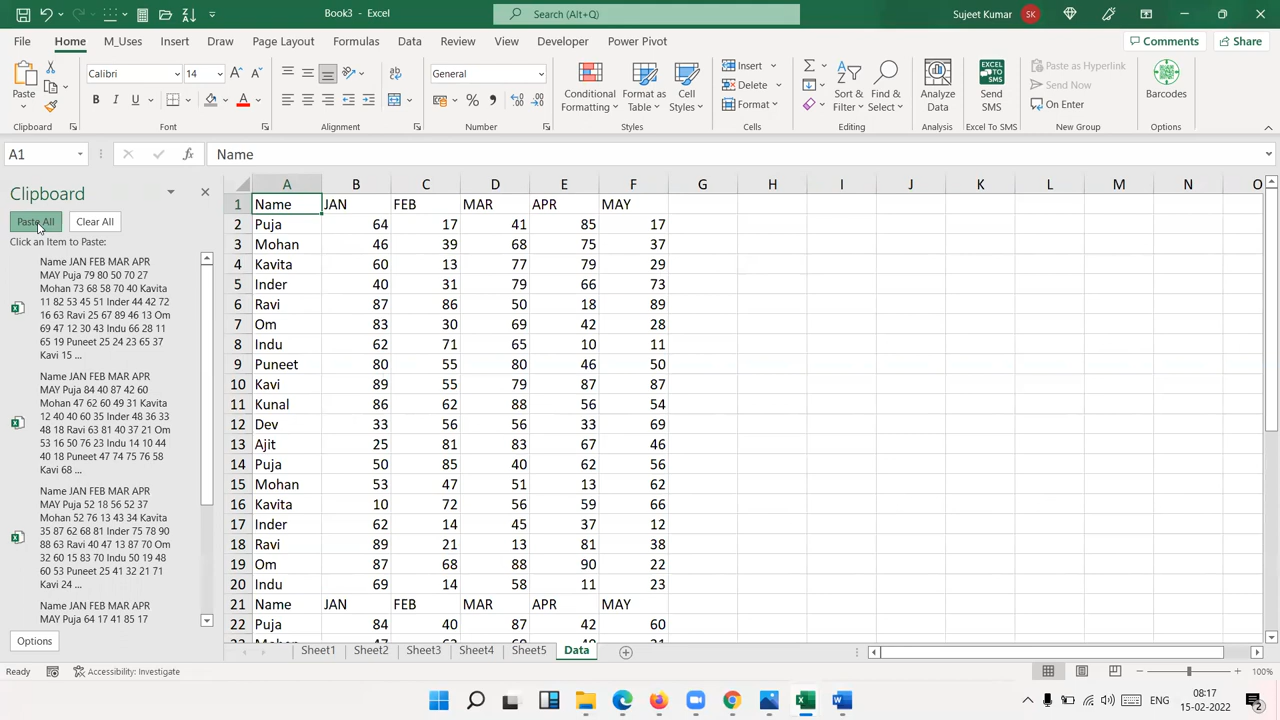 Book3 - Excel
Search (Alt+Q)
Sujeet Kumar
SK
File Home M_Uses Insert Draw Page Layout Formulas Data Review View Developer Help Power Pivot
Comments Share
Paste
Calibri 14
B I U A
General
Conditional Formatting
Format as Table
Cell Styles
Insert
Delete
Format
Sort & Filter
Find & Select
Analyze Data
Send SMS
Paste as Hyperlink
Send Now
On Enter
Barcodes
Clipboard Font Alignment Number Styles Cells Editing Analysis Excel To SMS New Group Options
A1 fx Name
Clipboard
Paste All Clear All
Click an Item to Paste:
Name JAN FEB MAR APR
MAY Puja 79 80 50 70 27
Mohan 73 68 58 70 40 Kavita
11 82 53 45 51 Inder 44 42 72
16 63 Ravi 25 67 89 46 13 Om
69 47 12 30 43 Indu 66 28 11
65 19 Puneet 25 24 23 65 37
Kavi 15 ...
Name JAN FEB MAR APR
MAY Puja 84 40 87 42 60
Mohan 47 62 60 49 31 Kavita
12 40 40 60 35 Inder 48 36 33
48 18 Ravi 63 81 40 37 21 Om
53 16 50 76 23 Indu 14 10 44
40 18 Puneet 47 74 75 76 58
Kavi 68 ...
Name JAN FEB MAR APR
MAY Puja 52 18 56 52 37
Mohan 52 76 13 43 34 Kavita
35 87 62 68 81 Inder 75 78 90
88 63 Ravi 40 47 13 87 70 Om
32 60 15 83 70 Indu 50 19 48
60 53 Puneet 25 41 32 21 71
Kavi 24 ...
Name JAN FEB MAR APR
MAY Puja 64 17 41 85 17
Options
A B C D E F G H I J K L M N O
1 Name JAN FEB MAR APR MAY
2 Puja 64 17 41 85 17
3 Mohan 46 39 68 75 37
4 Kavita 60 13 77 79 29
5 Inder 40 31 79 66 73
6 Ravi 87 86 50 18 89
7 Om 83 30 69 42 28
8 Indu 62 71 65 10 11
9 Puneet 80 55 80 46 50
10 Kavi 89 55 79 87 87
11 Kunal 86 62 88 56 54
12 Dev 33 56 56 33 69
13 Ajit 25 81 83 67 46
14 Puja 50 85 40 62 56
15 Mohan 53 47 51 13 62
16 Kavita 10 72 56 59 66
17 Inder 62 14 45 37 12
18 Ravi 89 21 13 81 38
19 Om 87 68 88 90 22
20 Indu 69 14 58 11 23
21 Name JAN FEB MAR APR MAY
22 Puja 84 40 87 42 60
Sheet1 Sheet2 Sheet3 Sheet4 Sheet5 Data
Ready Accessibility: Investigate 100%
ENG
08:17
15-02-2022
2